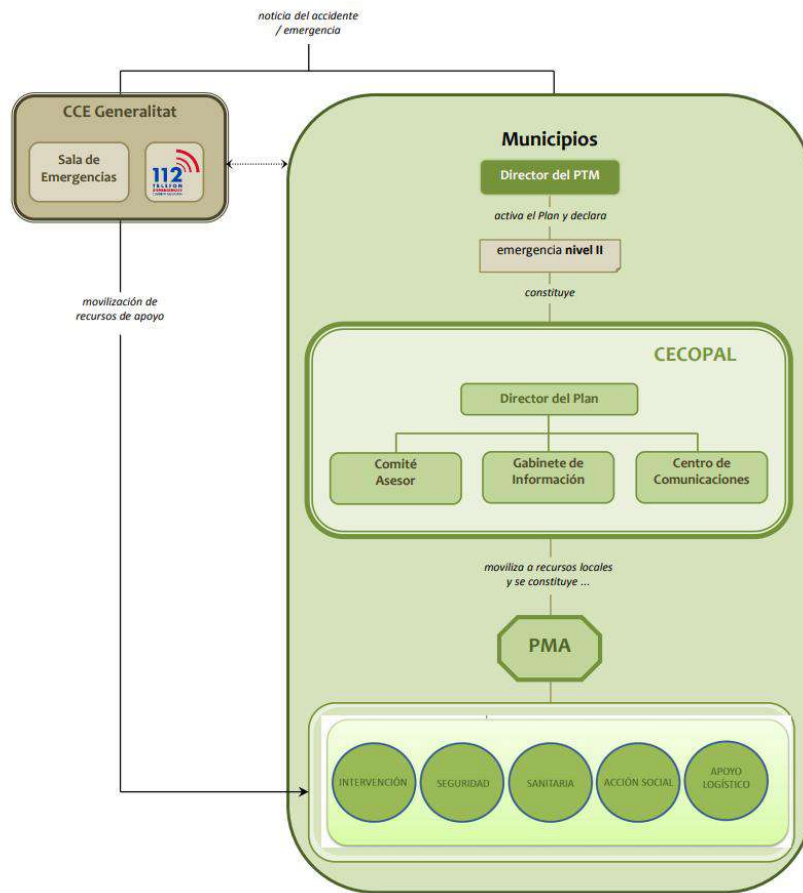 noticia del accidente
/ emergencia
CCE Generalitat
Sala de
Emergencias
112
TELÈFON
Municipios
Director del PTM
activa el Plan y declara
emergencia nivel II
constituye
movilización de
recursos de apoyo
CECOPAL
Director del Plan
Comité
Asesor
Gabinete de
Información
Centro de
Comunicaciones
moviliza a recursos locales
y se constituye ...
PMA
INTERVENCIÓN
SEGURIDAD
SANITARIA
ACCIÓN SOCIAL
APOYO
LOGÍSTICO